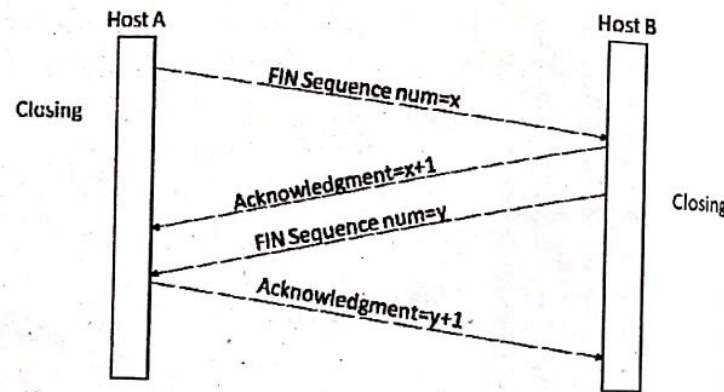 Host A
Host B
FIN Sequence num=x
Closing
Acknowledgment=x+1
Closing
FIN Sequence num=y
Acknowledgment=y+1